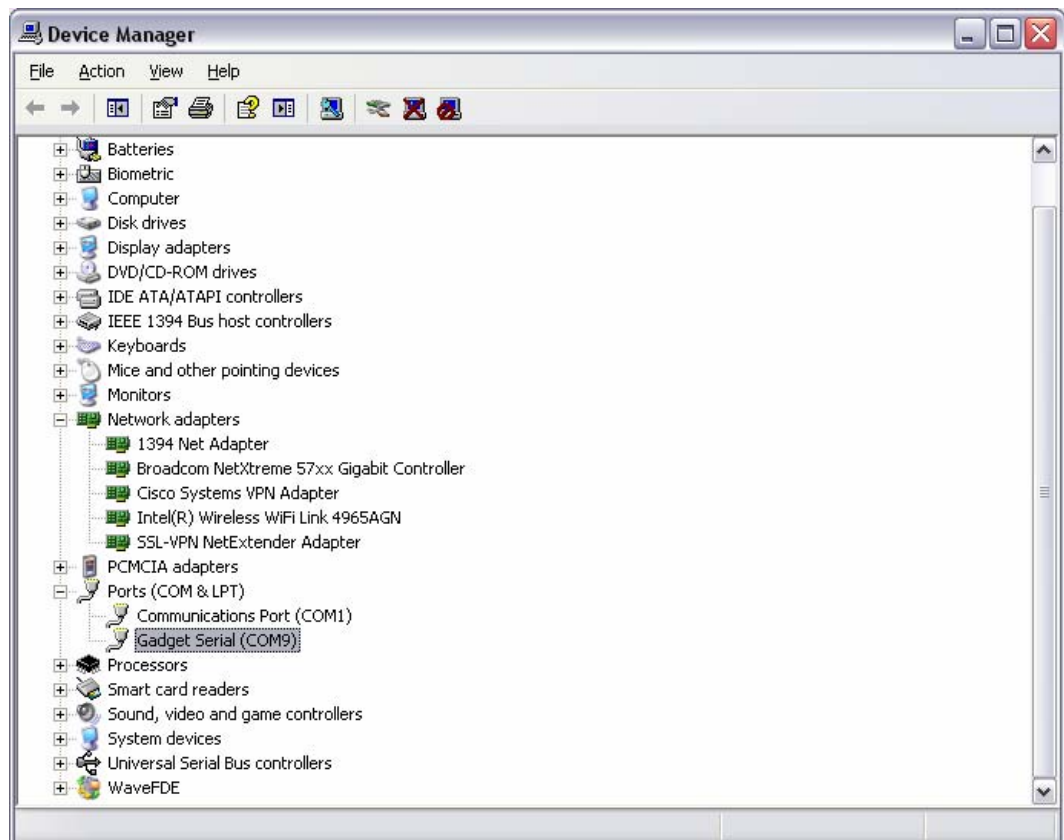 Device Manager
File Action View Help
Batteries
Biometric
Computer
Disk drives
Display adapters
DVD/CD-ROM drives
IDE ATA/ATAPI controllers
IEEE 1394 Bus host controllers
Keyboards
Mice and other pointing devices
Monitors
Network adapters
1394 Net Adapter
Broadcom NetXtreme 57xx Gigabit Controller
Cisco Systems VPN Adapter
Intel(R) Wireless WiFi Link 4965AGN
SSL-VPN NetExtender Adapter
PCMCIA adapters
Ports (COM & LPT)
Communications Port (COM1)
Gadget Serial (COM9)
Processors
Smart card readers
Sound, video and game controllers
System devices
Universal Serial Bus controllers
WaveFDE